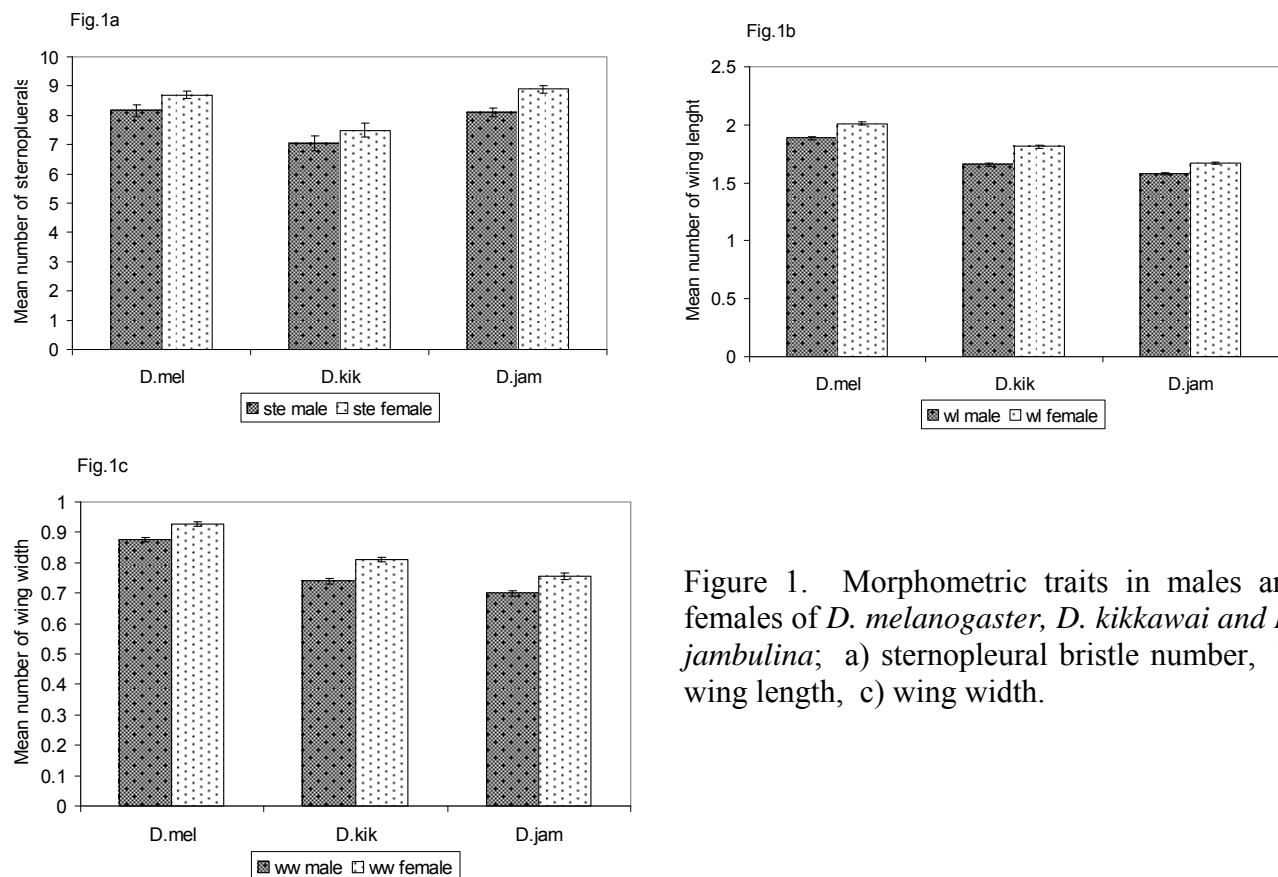 Fig.1a
10
9
8
7
6
5
4
3
2
1
0
Mean number of sternopluerals
D.mel D.kik D.jam
ste male ste female
Fig.1b
2.5
2
1.5
1
0.5
0
Mean number of wing lenght
D.mel D.kik D.jam
wl male wl female
Fig.1c
1
0.9
0.8
0.7
0.6
0.5
0.4
0.3
0.2
0.1
0
Mean number of wing width
D.mel D.kik D.jam
ww male ww female
Figure 1. Morphometric traits in males
females of D. melanogaster, D. kikkawai and
jambulina; a) sternopleural bristle number,
wing length, c) wing width.